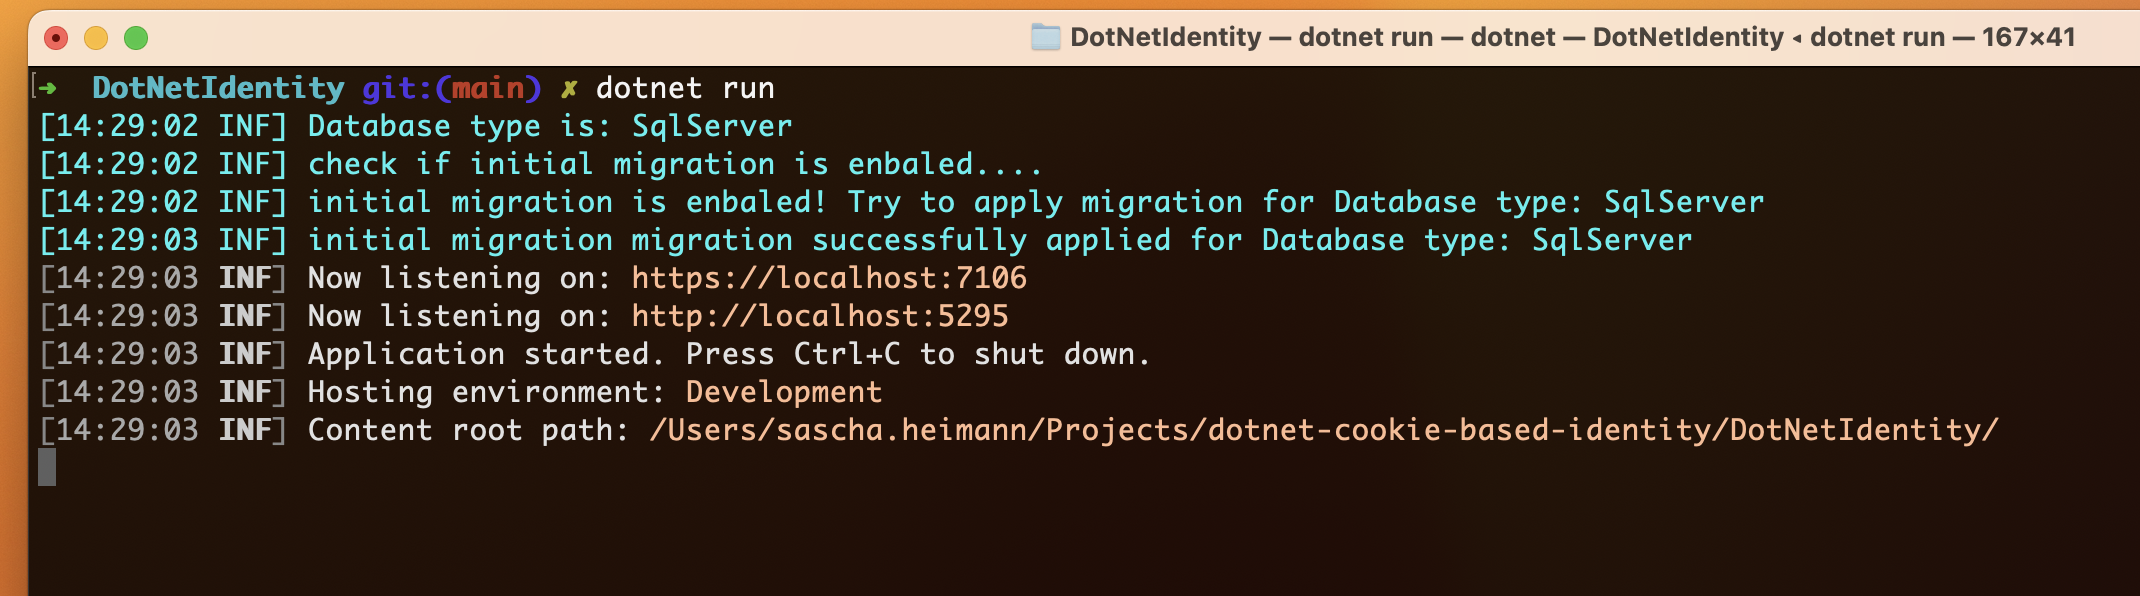 DotNetIdentity — dotnet run — dotnet — DotNetIdentity ◂ dotnet run — 167×41
[➜  DotNetIdentity git:(main) ✗ dotnet run
[14:29:02 INF] Database type is: SqlServer
[14:29:02 INF] check if initial migration is enbaled....
[14:29:02 INF] initial migration is enbaled! Try to apply migration for Database type: SqlServer
[14:29:03 INF] initial migration migration successfully applied for Database type: SqlServer
[14:29:03 INF] Now listening on: https://localhost:7106
[14:29:03 INF] Now listening on: http://localhost:5295
[14:29:03 INF] Application started. Press Ctrl+C to shut down.
[14:29:03 INF] Hosting environment: Development
[14:29:03 INF] Content root path: /Users/sascha.heimann/Projects/dotnet-cookie-based-identity/DotNetIdentity/